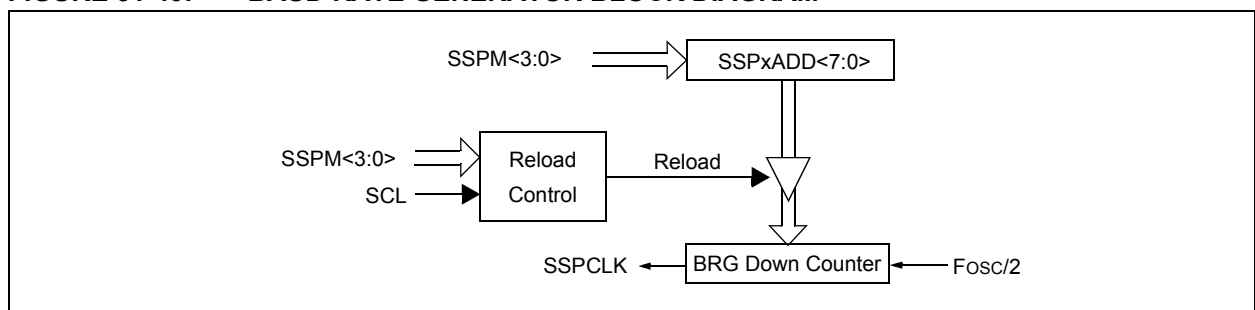 SSPM<3:0>
SSPxADD<7:0>
SSPM<3:0>
SCL
Reload
Control
Reload
SSPCLK
BRG Down Counter
FOSC/2